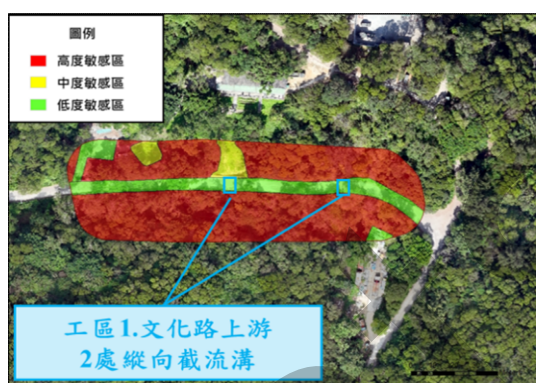 圖例
高度敏感區
中度敏感區
低度敏感區
工區1.文化路上游
2處縱向截流溝